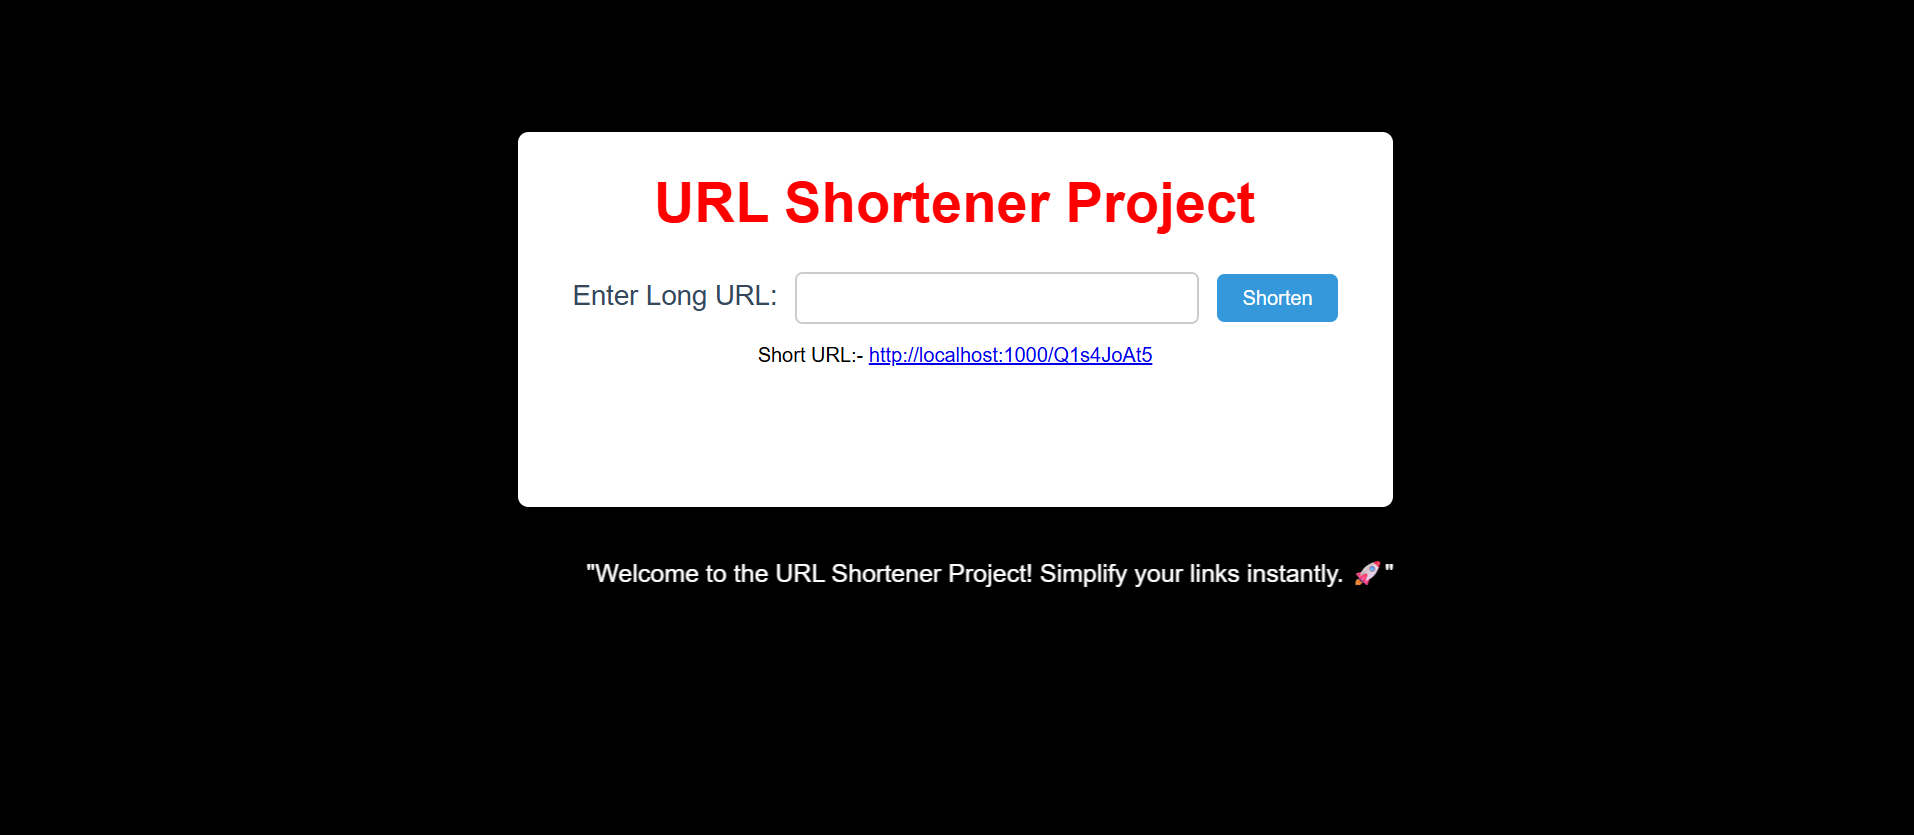 URL Shortener Project
Enter Long URL: Shorten
Short URL:- http://localhost:1000/Q1s4JoAt5
"Welcome to the URL Shortener Project! Simplify your links instantly. 🚀"